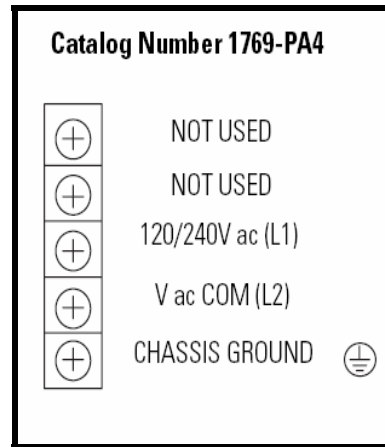 Catalog Number 1769-PA4
NOT USED
NOT USED
120/240V ac (L1)
V ac COM (L2)
CHASSIS GROUND